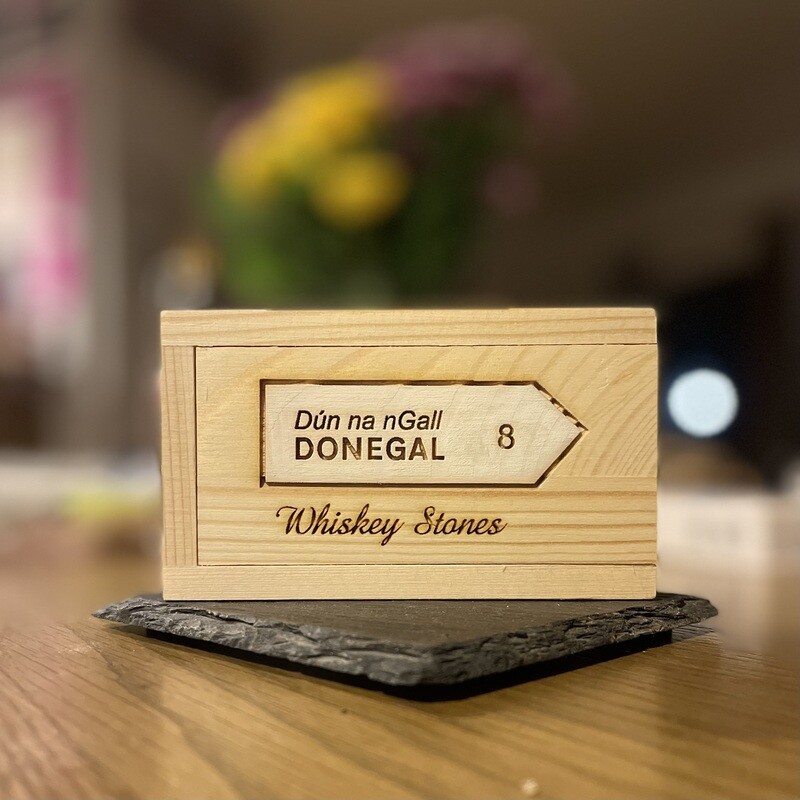 Dún na nGall
DONEGAL 8
Whiskey Stones